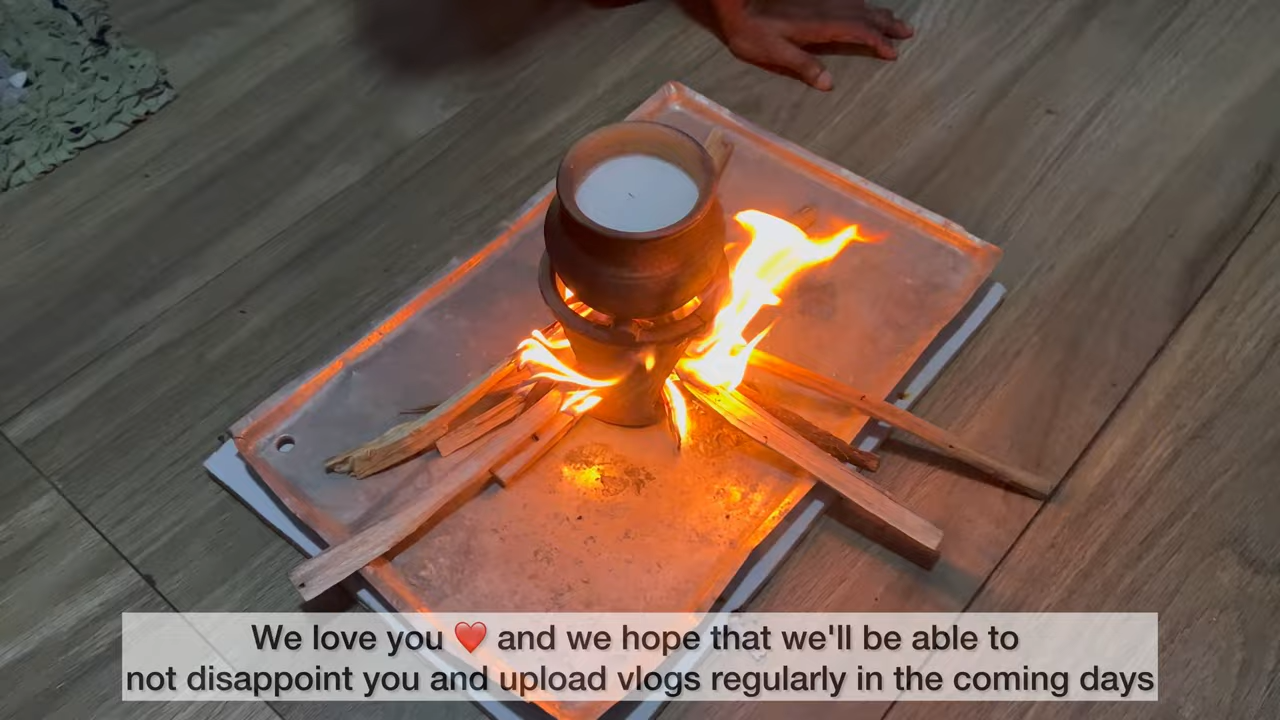 We love you ❤️ and we hope that we'll be able to
not disappoint you and upload vlogs regularly in the coming days